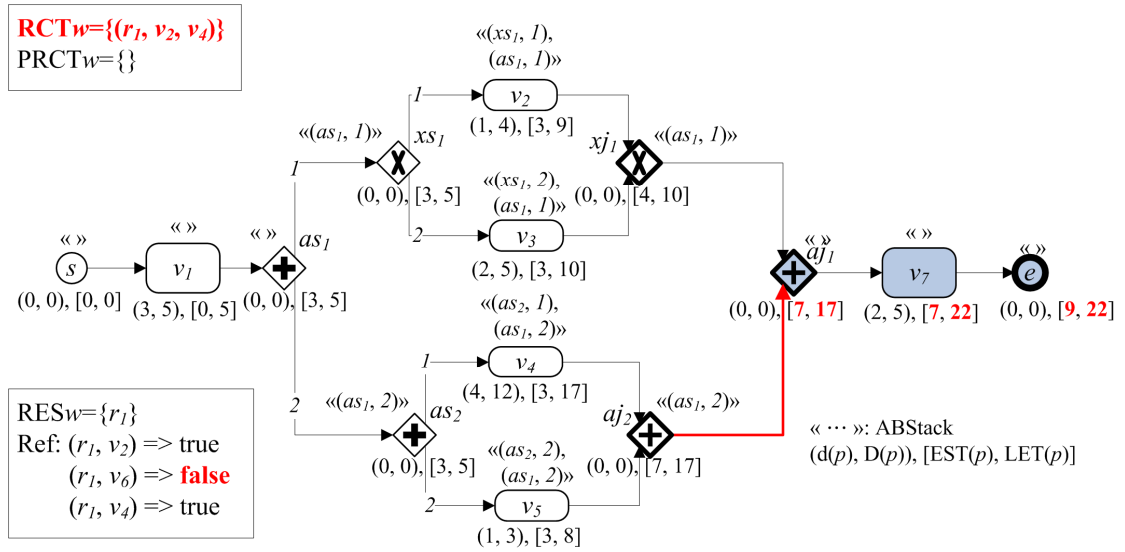 RCTw={(r1, v2, v4)}
PRCTw={}
«(xs1, 1),
(as1, 1)»
1
v2
(1, 4), [3, 9]
«(as1, 1)»
xs1
1
(0, 0), [3, 5]
xj1
«(as1, 1)»
(0, 0), [4, 10]
«(xs1, 2),
(as1, 1)»
2
v3
(2, 5), [3, 10]
« »
s
(0, 0), [0, 0]
« »
v1
(3, 5), [0, 5]
« »
as1
(0, 0), [3, 5]
« »
aj1
(0, 0), [7, 17]
« »
v7
(2, 5), [7, 22]
« »
e
(0, 0), [9, 22]
«(as2, 1),
(as1, 2)»
1
v4
(4, 12), [3, 17]
2
«(as1, 2)»
as2
(0, 0), [3, 5]
aj2
«(as1, 2)»
(0, 0), [7, 17]
«(as2, 2),
(as1, 2)»
2
v5
(1, 3), [3, 8]
RESw={r1}
Ref: (r1, v2) => true
(r1, v6) => false
(r1, v4) => true
« ··· »: ABStack
(d(p), D(p)), [EST(p), LET(p)]